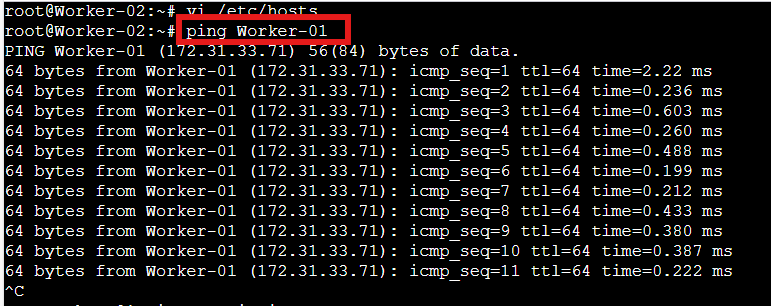 root@Worker-02:~# vi /etc/hosts
root@Worker-02:~# ping Worker-01
PING Worker-01 (172.31.33.71) 56(84) bytes of data.
64 bytes from Worker-01 (172.31.33.71): icmp_seq=1 ttl=64 time=2.22 ms
64 bytes from Worker-01 (172.31.33.71): icmp_seq=2 ttl=64 time=0.236 ms
64 bytes from Worker-01 (172.31.33.71): icmp_seq=3 ttl=64 time=0.603 ms
64 bytes from Worker-01 (172.31.33.71): icmp_seq=4 ttl=64 time=0.260 ms
64 bytes from Worker-01 (172.31.33.71): icmp_seq=5 ttl=64 time=0.488 ms
64 bytes from Worker-01 (172.31.33.71): icmp_seq=6 ttl=64 time=0.199 ms
64 bytes from Worker-01 (172.31.33.71): icmp_seq=7 ttl=64 time=0.212 ms
64 bytes from Worker-01 (172.31.33.71): icmp_seq=8 ttl=64 time=0.433 ms
64 bytes from Worker-01 (172.31.33.71): icmp_seq=9 ttl=64 time=0.380 ms
64 bytes from Worker-01 (172.31.33.71): icmp_seq=10 ttl=64 time=0.387 ms
64 bytes from Worker-01 (172.31.33.71): icmp_seq=11 ttl=64 time=0.222 ms
^C